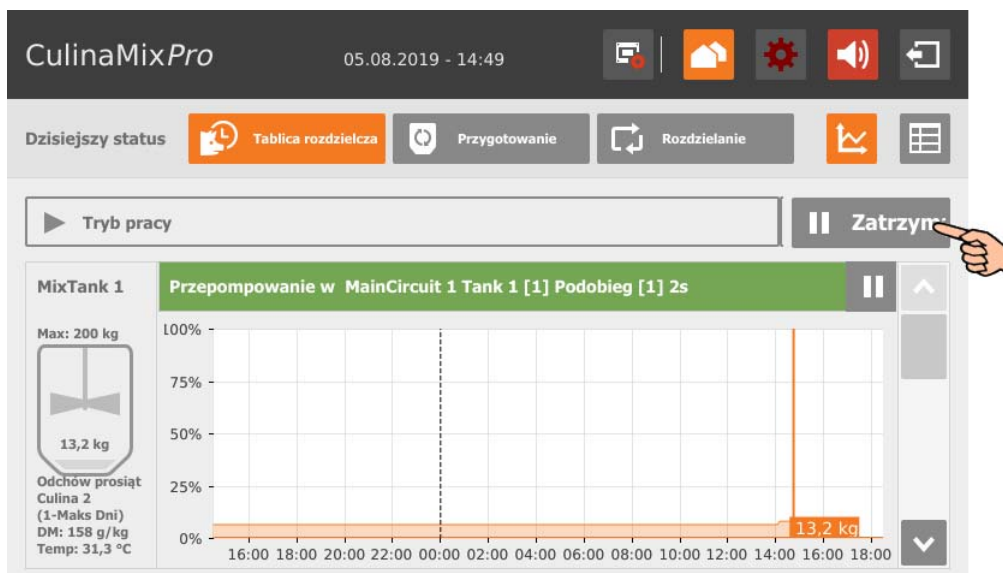 CulinaMixPro
05.08.2019 - 14:49
Dzisiejszy status
Tablica rozdzielcza
Przygotowanie
Rozdzielanie
Tryb pracy
Zatrzym
MixTank 1
Przepompowanie w MainCircuit 1 Tank 1 [1] Podobieg [1] 2s
Max: 200 kg
13,2 kg
Odchów prosiąt
Culina 2
(1-Maks Dni)
DM: 158 g/kg
Temp: 31,3 °C
100%
75%
50%
25%
0%
13,2 kg
16:00 18:00 20:00 22:00 00:00 02:00 04:00 06:00 08:00 10:00 12:00 14:00 16:00 18:00